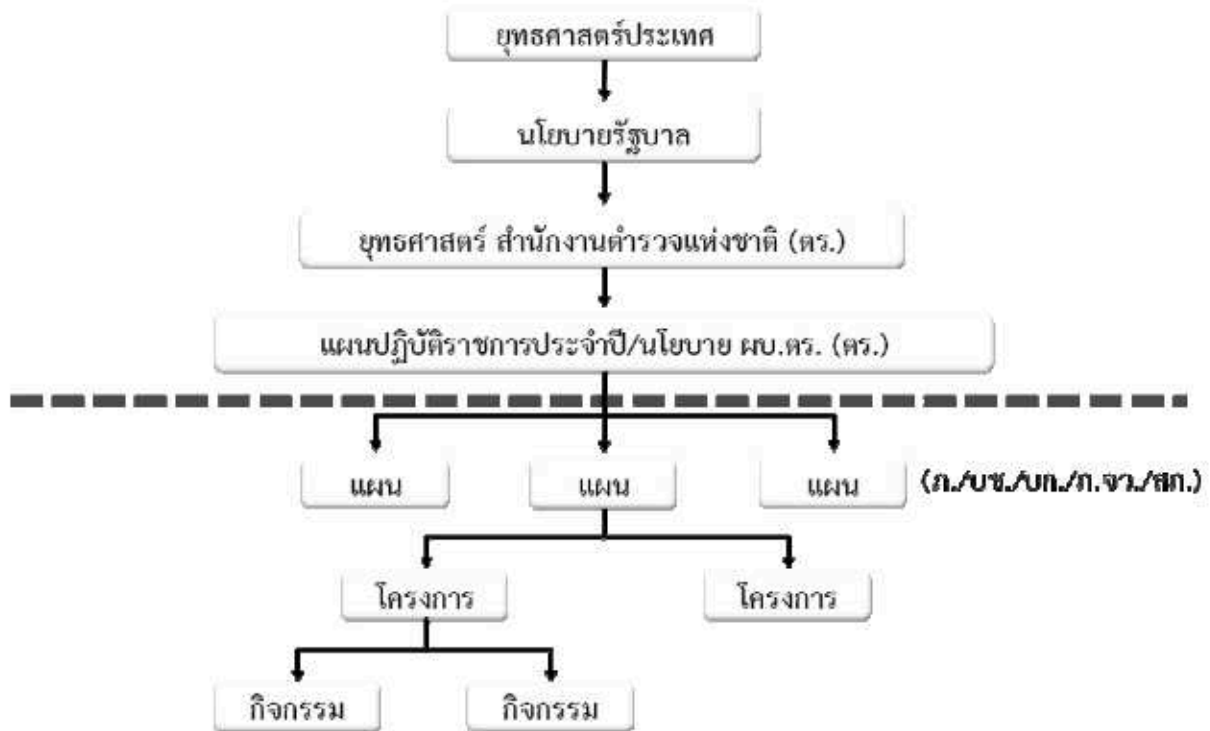 ยุทธศาสตร์ประเทศ
นโยบายรัฐบาล
ยุทธศาสตร์ สำนักงานตำรวจแห่งชาติ (ตร.)
แผนปฏิบัติราชการประจำปี/นโยบาย ผบ.ตร. (ตร.)
แผน แผน แผน (ภ./บช./บก./ภ.จว./สภ.)
โครงการ โครงการ
กิจกรรม กิจกรรม